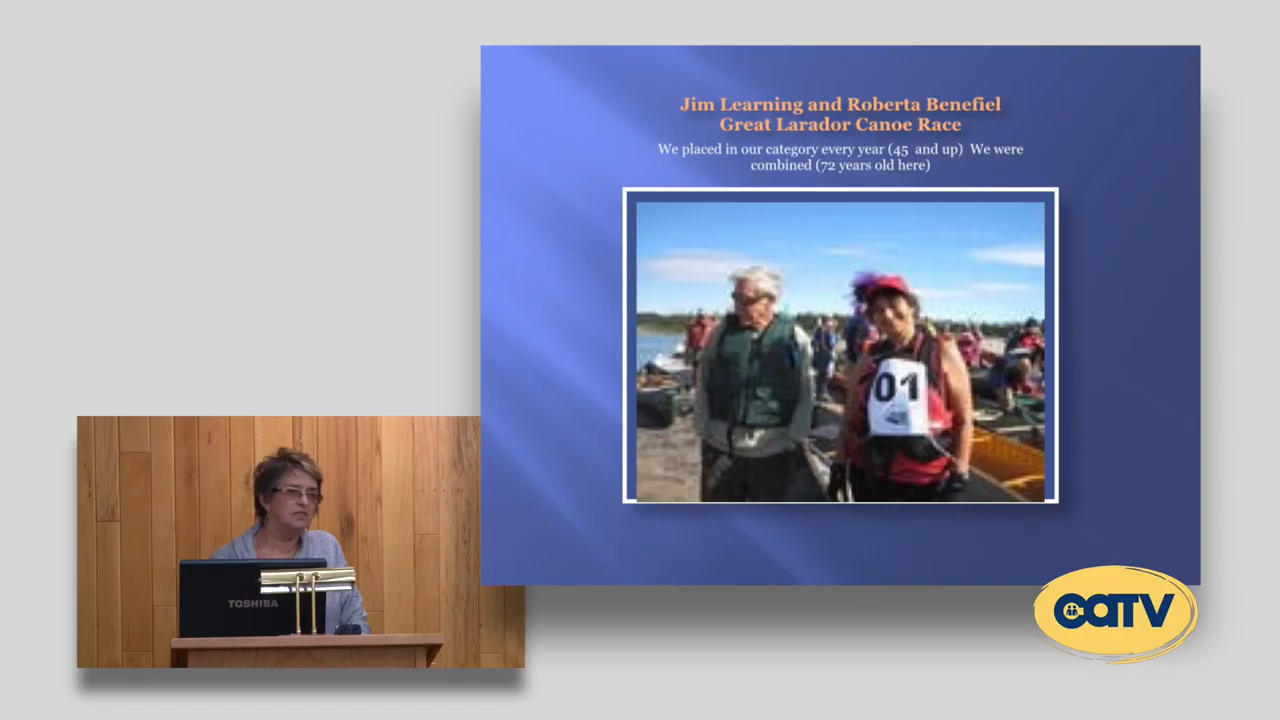 Jim Learning and Roberta Benefiel
Great Larador Canoe Race
We placed in our category every year (45 and up) We were
combined (72 years old here)
01
TOSHIBA
CATV